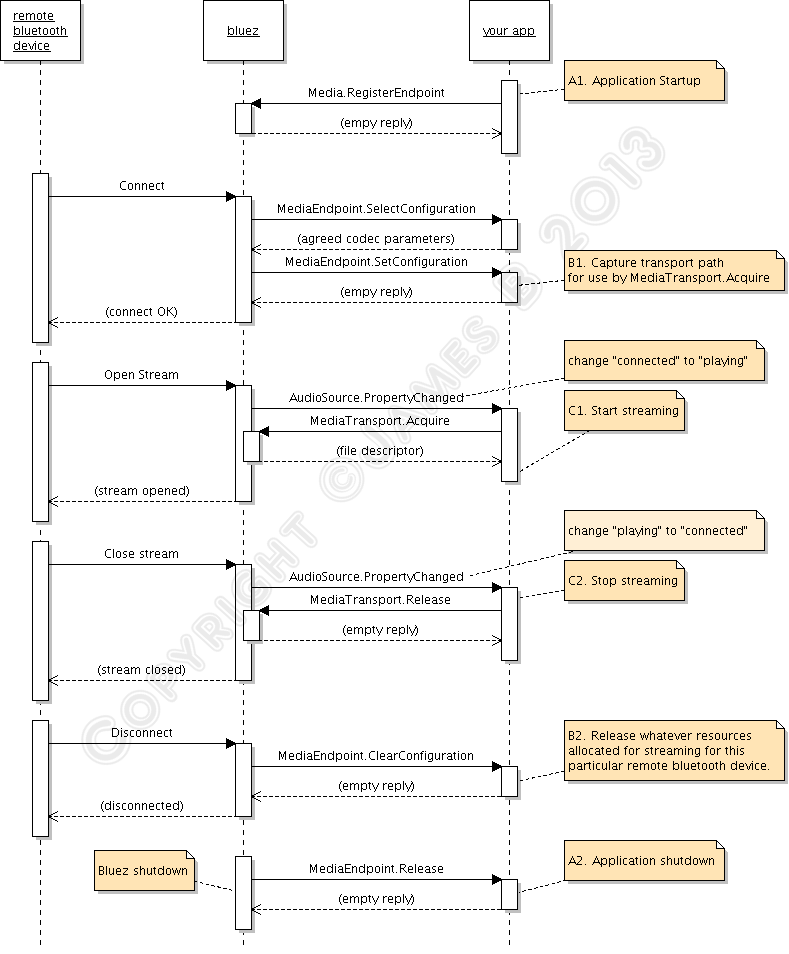 remote
bluetooth
device
bluez
your app
A1. Application Startup
Media.RegisterEndpoint
(empy reply)
Connect
MediaEndpoint.SelectConfiguration
(agreed codec parameters)
B1. Capture transport path
for use by MediaTransport.Acquire
MediaEndpoint.SetConfiguration
(empty reply)
(connect OK)
change "connected" to "playing"
Open Stream
AudioSource.PropertyChanged
C1. Start streaming
MediaTransport.Acquire
(file descriptor)
(stream opened)
change "playing" to "connected"
Close stream
AudioSource.PropertyChanged
C2. Stop streaming
MediaTransport.Release
(empty reply)
(stream closed)
Disconnect
B2. Release whatever resources
allocated for streaming for this
particular remote bluetooth device.
MediaEndpoint.ClearConfiguration
(empty reply)
(disconnected)
Bluez shutdown
MediaEndpoint.Release
A2. Application shutdown
(empty reply)
COPYRIGHT © JAMES B 2013